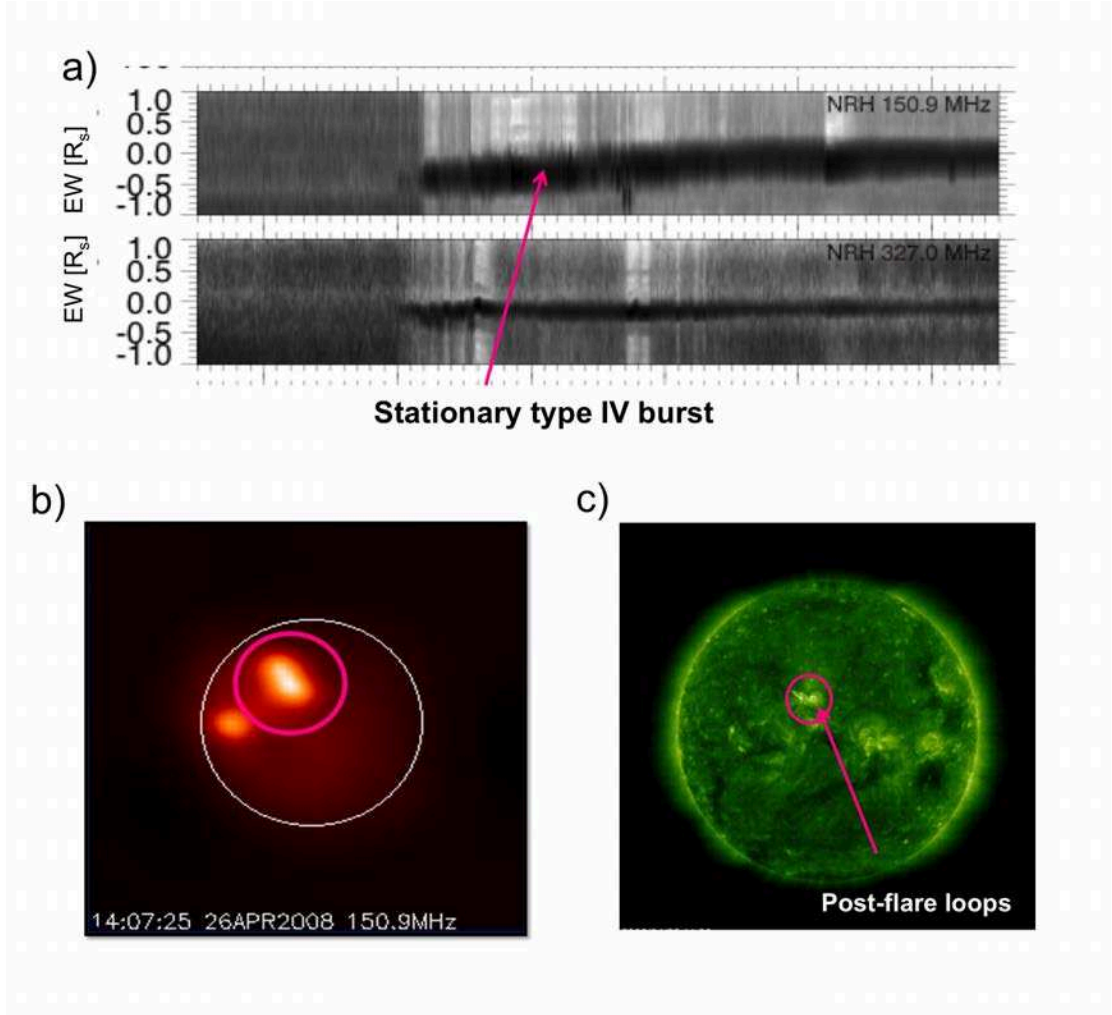 a)
EW [Rs]
1.0
0.5
0.0
-0.5
-1.0
NRH 150.9 MHz
EW [Rs]
1.0
0.5
0.0
-0.5
-1.0
NRH 327.0 MHz
Stationary type IV burst
b)
14:07:25 26APR2008 150.9MHz
c)
Post-flare loops